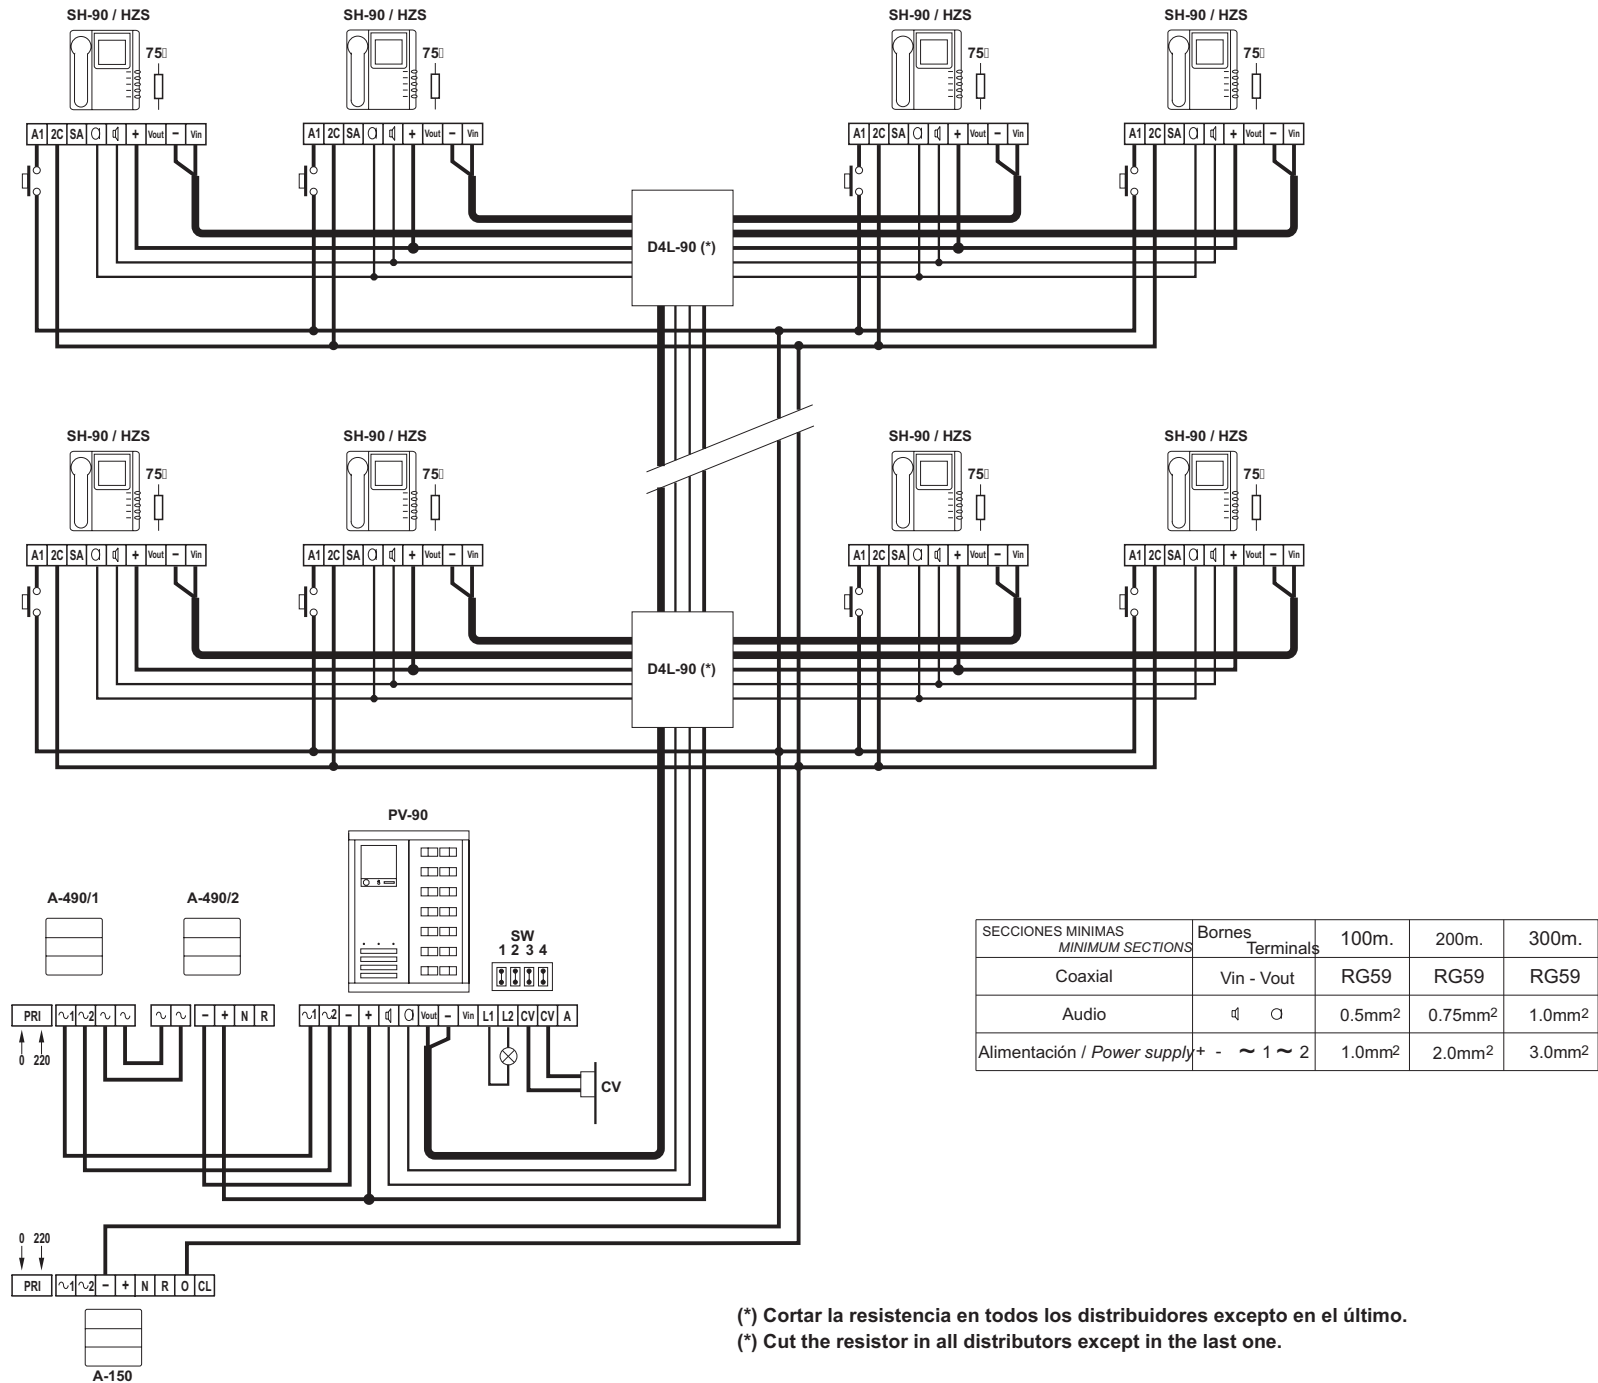 SH-90 / HZS SH-90 / HZS SH-90 / HZS SH-90 / HZS
75 75 75 75
A1 2C SA + Vout – Vin A1 2C SA + Vout – Vin A1 2C SA + Vout – Vin A1 2C SA + Vout – Vin
D4L-90 (*)
SH-90 / HZS SH-90 / HZS SH-90 / HZS SH-90 / HZS
75 75 75 75
A1 2C SA + Vout – Vin A1 2C SA + Vout – Vin A1 2C SA + Vout – Vin A1 2C SA + Vout – Vin
D4L-90 (*)
PV-90
A-490/1 A-490/2
SW
1 2 3 4
PRI ~1 ~2 ~ ~ ~ ~ – + N R ~1 ~2 – + Vout – Vin L1 L2 CV CV A
0 220
CV
SECCIONES MINIMAS
MINIMUM SECTIONS
Bornes
Terminals
100m. 200m. 300m.
Coaxial Vin - Vout RG59 RG59 RG59
Audio 0.5mm2 0.75mm2 1.0mm2
Alimentación / Power supply + - ~ 1 ~ 2 1.0mm2 2.0mm2 3.0mm2
0 220
PRI ~1 ~2 – + N R O CL
A-150
(*) Cortar la resistencia en todos los distribuidores excepto en el último.
(*) Cut the resistor in all distributors except in the last one.